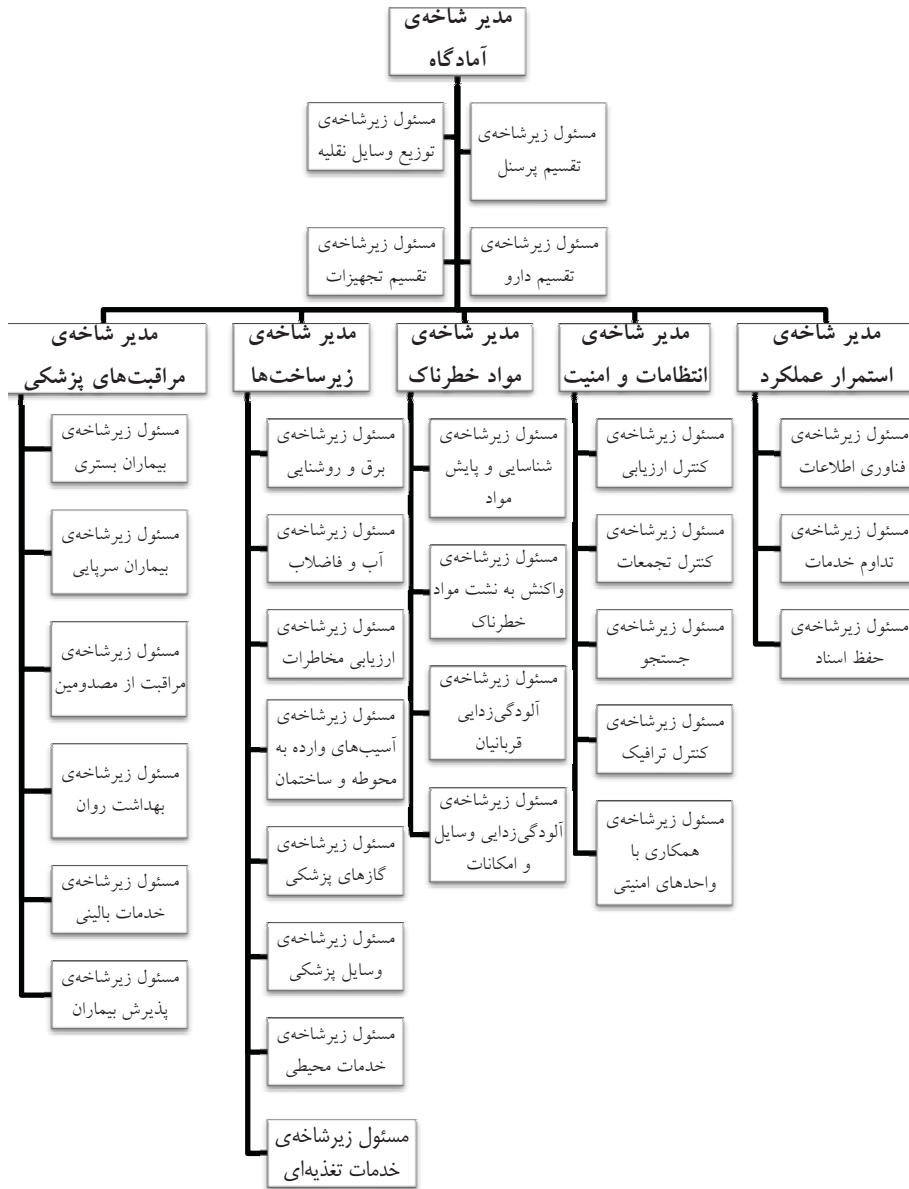 مدیر شاخه‌ی
آمادگاه
مسئول زیرشاخه‌ی
تقسیم پرسنل
مسئول زیرشاخه‌ی
توزیع وسایل نقلیه
مسئول زیرشاخه‌ی
تقسیم دارو
مسئول زیرشاخه‌ی
تقسیم تجهیزات
مدیر شاخه‌ی
استمرار عملکرد
مسئول زیرشاخه‌ی
فناوری اطلاعات
مسئول زیرشاخه‌ی
تداوم خدمات
مسئول زیرشاخه‌ی
حفظ اسناد
مدیر شاخه‌ی
انتظامات و امنیت
مسئول زیرشاخه‌ی
کنترل ارزیابی
مسئول زیرشاخه‌ی
کنترل تجمعات
مسئول زیرشاخه‌ی
جستجو
مسئول زیرشاخه‌ی
کنترل ترافیک
مسئول زیرشاخه‌ی
همکاری با
واحدهای امنیتی
مدیر شاخه‌ی
مواد خطرناک
مسئول زیرشاخه‌ی
شناسایی و پایش
مواد
مسئول زیرشاخه‌ی
واکنش به نشت مواد
خطرناک
مسئول زیرشاخه‌ی
آلودگی‌زدایی
قربانیان
مسئول زیرشاخه‌ی
آلودگی‌زدایی وسایل
و امکانات
مدیر شاخه‌ی
زیرساخت‌ها
مسئول زیرشاخه‌ی
برق و روشنایی
مسئول زیرشاخه‌ی
آب و فاضلاب
مسئول زیرشاخه‌ی
ارزیابی مخاطرات
مسئول زیرشاخه‌ی
آسیب‌های وارده به
محوطه و ساختمان
مسئول زیرشاخه‌ی
گازهای پزشکی
مسئول زیرشاخه‌ی
وسایل پزشکی
مسئول زیرشاخه‌ی
خدمات محیطی
مسئول زیرشاخه‌ی
خدمات تغذیه‌ای
مدیر شاخه‌ی
مراقبت‌های پزشکی
مسئول زیرشاخه‌ی
بیماران بستری
مسئول زیرشاخه‌ی
بیماران سرپایی
مسئول زیرشاخه‌ی
مراقبت از مصدومین
مسئول زیرشاخه‌ی
بهداشت روان
مسئول زیرشاخه‌ی
خدمات بالینی
مسئول زیرشاخه‌ی
پذیرش بیماران